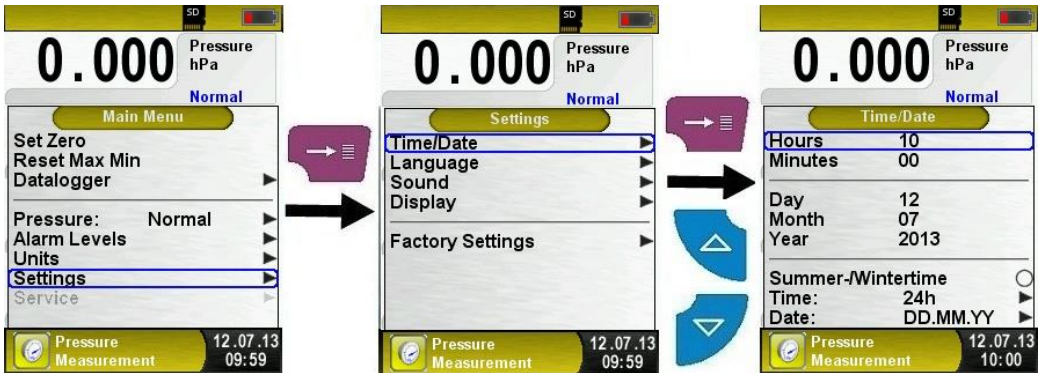 SD
0.000
Pressure
hPa
Normal
Main Menu
Set Zero
Reset Max Min
Datalogger
Pressure: Normal
Alarm Levels
Units
Settings
Service
Pressure
Measurement
12.07.13
09:59
SD
0.000
Pressure
hPa
Normal
Settings
Time/Date
Language
Sound
Display
Factory Settings
Pressure
Measurement
12.07.13
09:59
SD
0.000
Pressure
hPa
Normal
Time/Date
Hours 10
Minutes 00
Day 12
Month 07
Year 2013
Summer-/Wintertime
Time: 24h
Date: DD.MM.YY
Pressure
Measurement
12.07.13
10:00